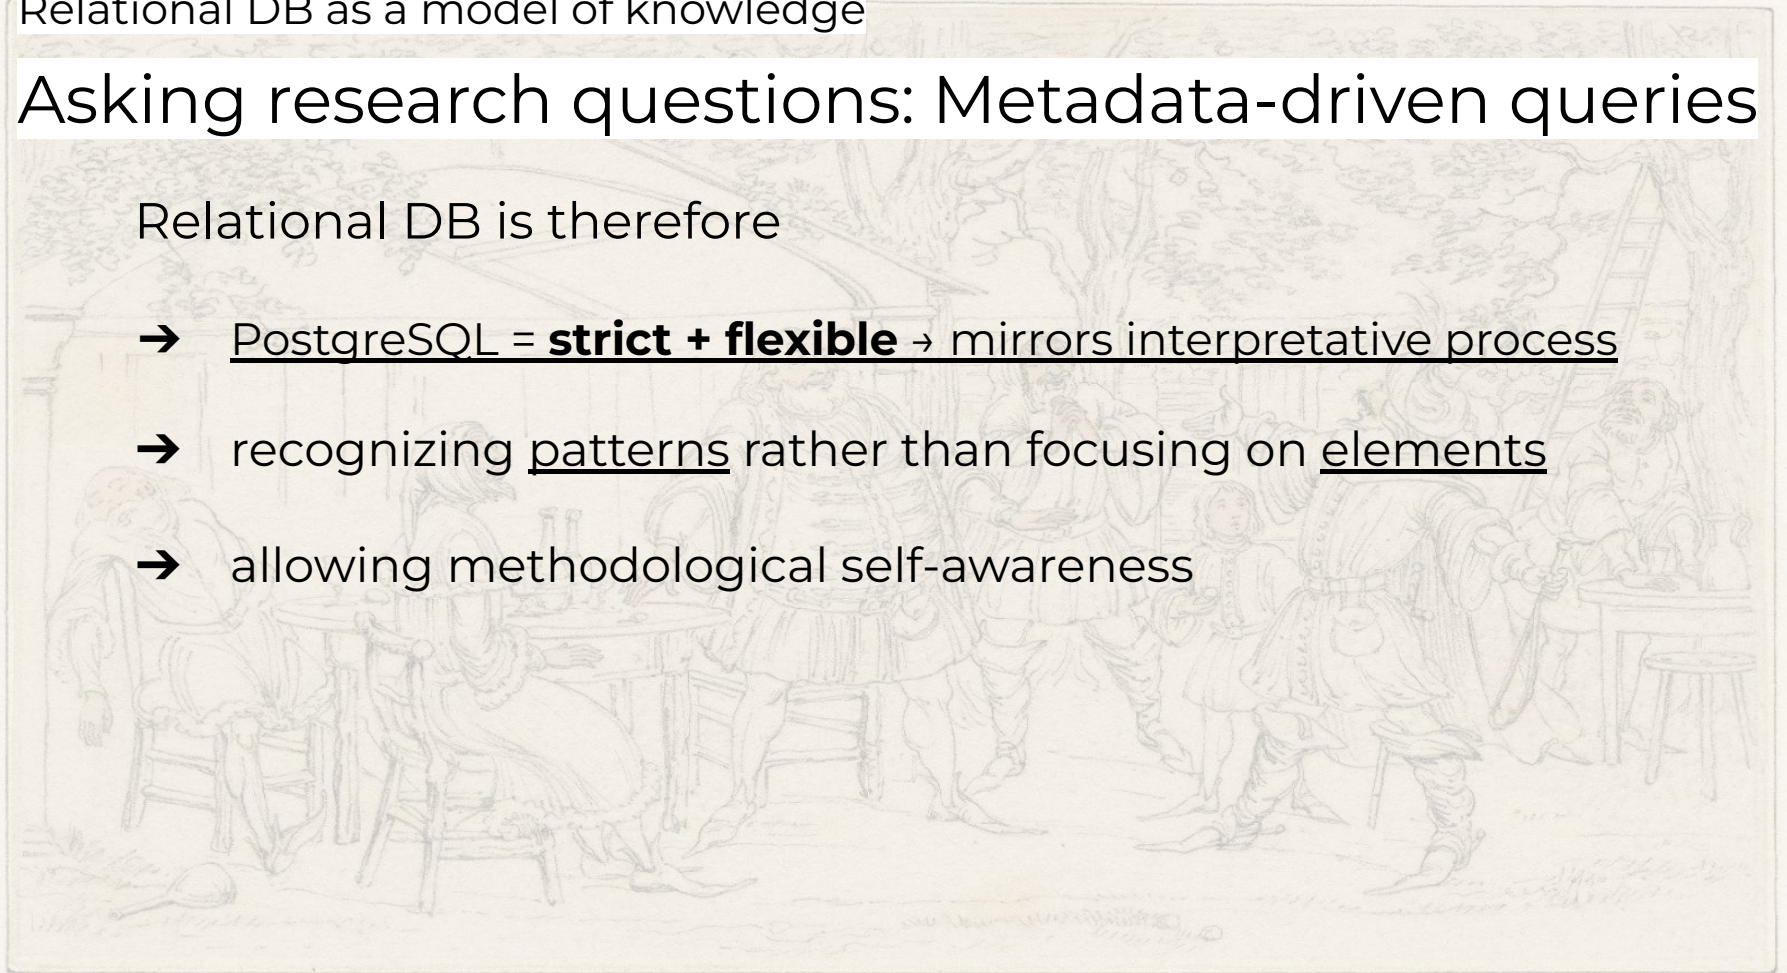 Relational DB as a model of knowledge
Asking research questions: Metadata-driven queries
Relational DB is therefore
➔ PostgreSQL = strict + flexible → mirrors interpretative process
➔ recognizing patterns rather than focusing on elements
➔ allowing methodological self-awareness